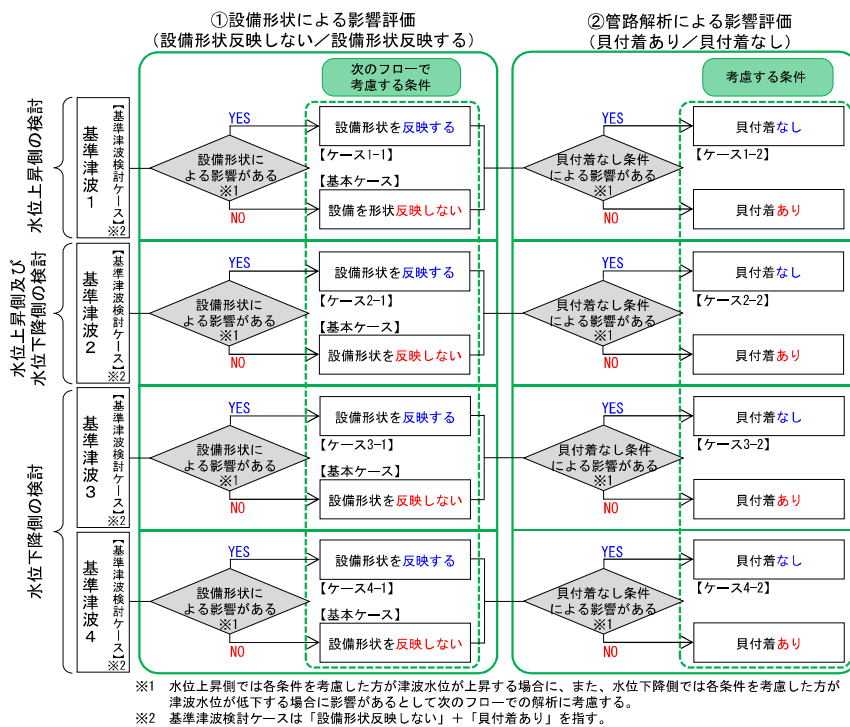 ①設備形状による影響評価
(設備形状反映しない／設備形状反映する)
②管路解析による影響評価
(貝付着あり／貝付着なし)
次のフローで
考慮する条件
考慮する条件
水位上昇側の検討
基準津波1
【基準津波検討ケース】※2
設備形状に
よる影響がある
※1
YES
設備形状を反映する
【ケース1-1】
【基本ケース】
NO
設備を形状反映しない
貝付着なし条件
による影響がある
※1
YES
貝付着なし
【ケース1-2】
NO
貝付着あり
水位上昇側及び
水位下降側の検討
基準津波2
【基準津波検討ケース】※2
設備形状に
よる影響がある
※1
YES
設備形状を反映する
【ケース2-1】
【基本ケース】
NO
設備形状を反映しない
貝付着なし条件
による影響がある
※1
YES
貝付着なし
【ケース2-2】
NO
貝付着あり
水位下降側の検討
基準津波3
【基準津波検討ケース】※2
設備形状に
よる影響がある
※1
YES
設備形状を反映する
【ケース3-1】
【基本ケース】
NO
設備形状を反映しない
貝付着なし条件
による影響がある
※1
YES
貝付着なし
【ケース3-2】
NO
貝付着あり
基準津波4
【基準津波検討ケース】※2
設備形状に
よる影響がある
※1
YES
設備形状を反映する
【ケース4-1】
【基本ケース】
NO
設備形状を反映しない
貝付着なし条件
による影響がある
※1
YES
貝付着なし
【ケース4-2】
NO
貝付着あり
※1　水位上昇側では各条件を考慮した方が津波水位が上昇する場合に、また、水位下降側では各条件を考慮した方が
津波水位が低下する場合に影響があるとして次のフローでの解析に考慮する。
※2　基準津波検討ケースは「設備形状反映しない」＋「貝付着あり」を指す。